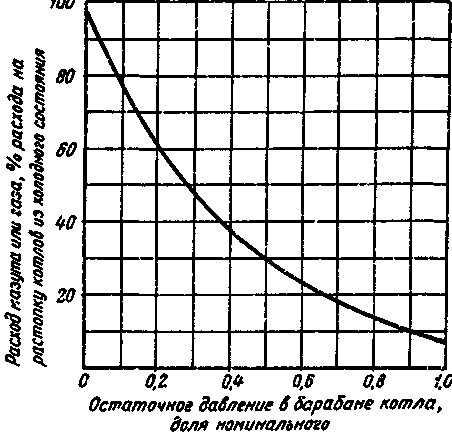 100
80
60
40
20
0
0,2
0,4
0,6
0,8
1,0
Расход мазута или газа, % расхода на
растопку котлов из холодного состояния
Остаточное давление в барабане котла,
доля номинального